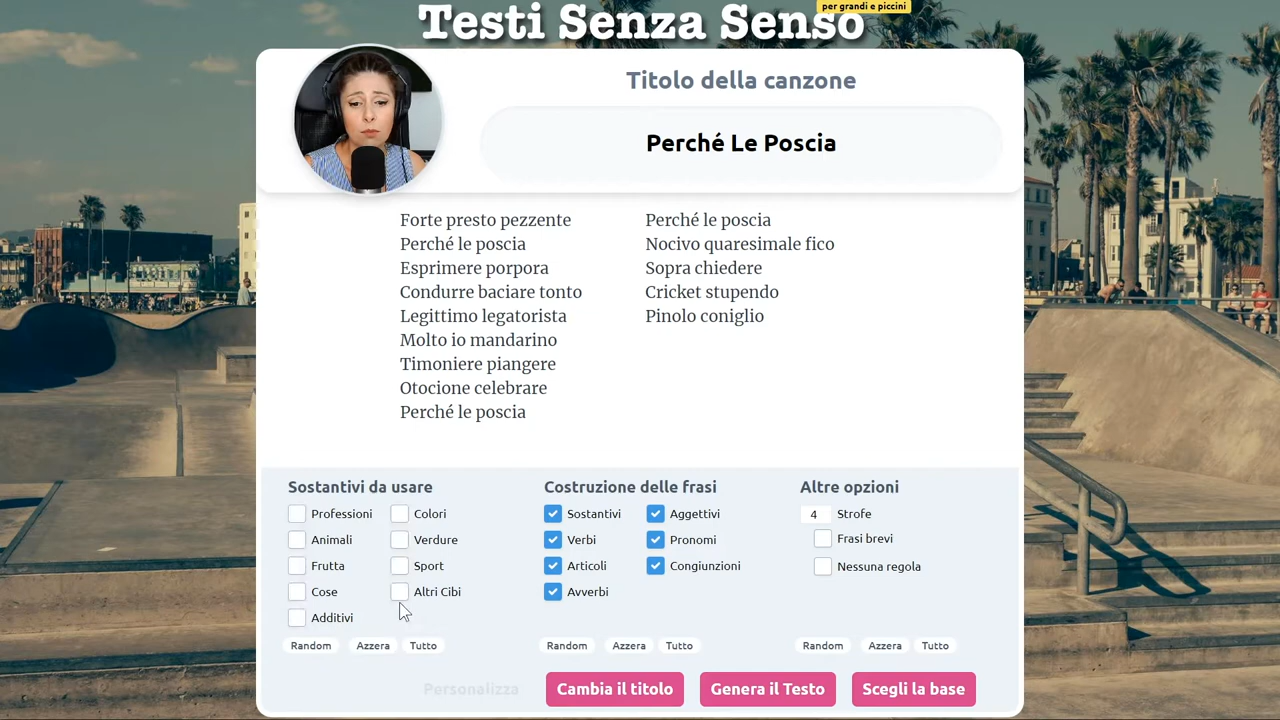 Testi Senza Senso
per grandi e piccini
Titolo della canzone
Perché Le Poscia
Forte presto pezzente
Perché le poscia
Esprimere porpora
Condurre baciare tonto
Legittimo legatorista
Molto io mandarino
Timoniere piangere
Otocione celebrare
Perché le poscia
Perché le poscia
Nocivo quaresimale fico
Sopra chiedere
Cricket stupendo
Pinolo coniglio
Sostantivi da usare
Professioni
Colori
Animali
Verdure
Frutta
Sport
Cose
Altri Cibi
Additivi
Random Azzera Tutto
Costruzione delle frasi
Sostantivi
Aggettivi
Verbi
Pronomi
Articoli
Congiunzioni
Avverbi
Random Azzera Tutto
Altre opzioni
4 Strofe
Frasi brevi
Nessuna regola
Random Azzera Tutto
Personalizza
Cambia il titolo
Genera il Testo
Scegli la base